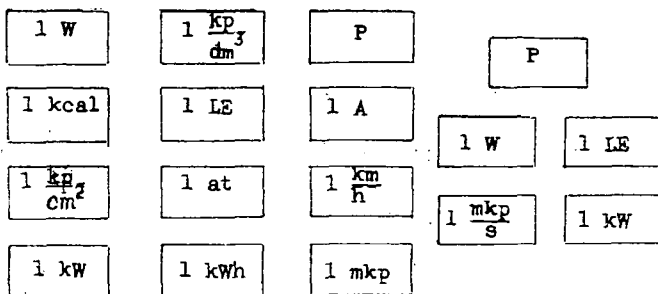 1 W 1 kp/dm³ P
P
1 kcal 1 LE 1 A
1 W 1 LE
1 kp/cm² 1 at 1 km/h
1 mkp/s 1 kW
1 kW 1 kWh 1 mkp